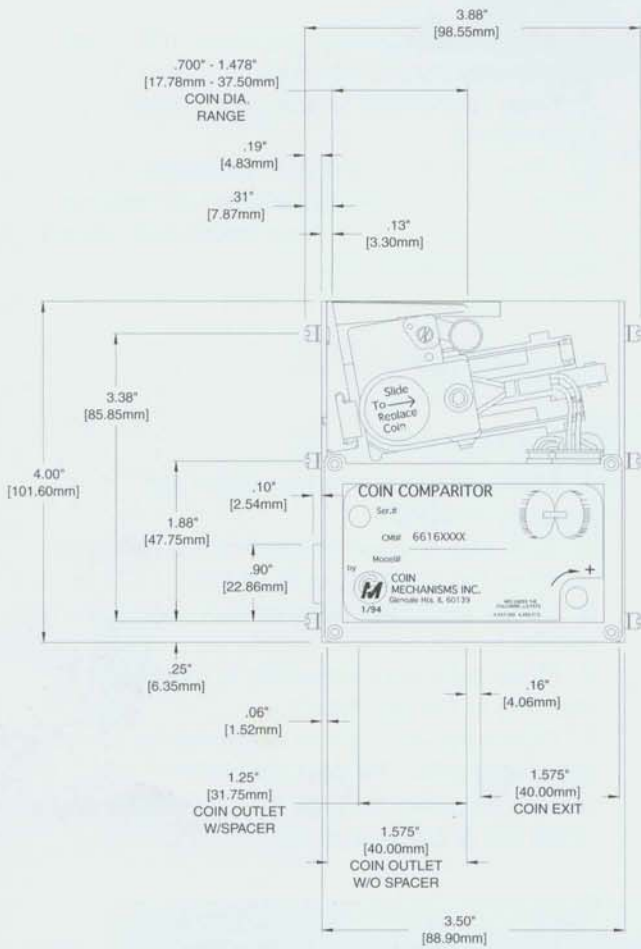 3.88"
[98.55mm]
.700" - 1.478"
[17.78mm - 37.50mm]
COIN DIA.
RANGE
.19"
[4.83mm]
.31"
[7.87mm]
.13"
[3.30mm]
3.38"
[85.85mm]
4.00"
[101.60mm]
1.88"
[47.75mm]
.10"
[2.54mm]
.90"
[22.86mm]
Slide
To
Replace
Coin
COIN COMPARITOR
Ser.#
CMI# 6616XXXX
Model#
by
M
COIN
MECHANISMS INC.
Glendale Hts, IL 60139
1/94
+
.25"
[6.35mm]
.16"
[4.06mm]
.06"
[1.52mm]
1.25"
[31.75mm]
COIN OUTLET
W/SPACER
1.575"
[40.00mm]
COIN EXIT
1.575"
[40.00mm]
COIN OUTLET
W/O SPACER
3.50"
[88.90mm]